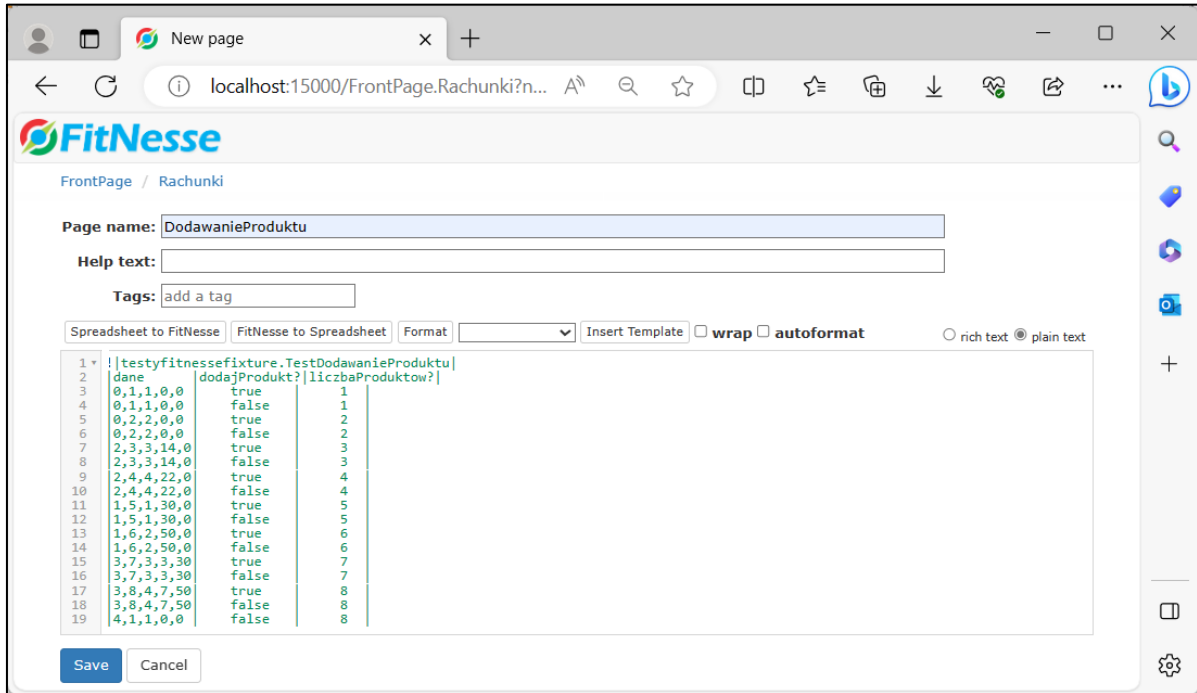 New page
localhost:15000/FrontPage.Rachunki?n...
FitNesse
FrontPage / Rachunki
Page name: DodawanieProduktu
Help text:
Tags: add a tag
Spreadsheet to FitNesse FitNesse to Spreadsheet Format Insert Template wrap autoformat rich text plain text
1 !|testyfitnessefixture.TestDodawanieProduktu|
2 |dane |dodajProdukt?|liczbaProduktow?|
3 |0,1,1,0,0| true | 1 |
4 |0,1,1,0,0| false | 1 |
5 |0,2,2,0,0| true | 2 |
6 |0,2,2,0,0| false | 2 |
7 |2,3,3,14,0| true | 3 |
8 |2,3,3,14,0| false | 3 |
9 |2,4,4,22,0| true | 4 |
10 |2,4,4,22,0| false | 4 |
11 |1,5,1,30,0| true | 5 |
12 |1,5,1,30,0| false | 5 |
13 |1,6,2,50,0| true | 6 |
14 |1,6,2,50,0| false | 6 |
15 |3,7,3,3,30| true | 7 |
16 |3,7,3,3,30| false | 7 |
17 |3,8,4,7,50| true | 8 |
18 |3,8,4,7,50| false | 8 |
19 |4,1,1,0,0 | false | 8 |
Save Cancel